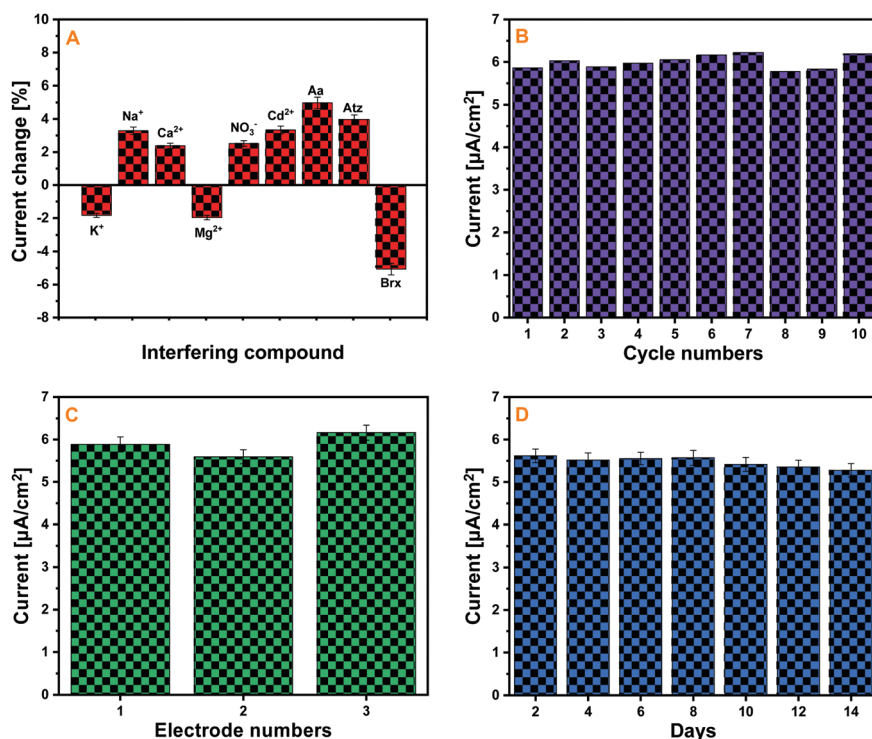 A
Current change [%]
10
8
6
4
2
0
-2
-4
-6
-8
K+
Na+
Ca2+
Mg2+
NO3-
Cd2+
Aa
Atz
Brx
Interfering compound
B
Current [µA/cm²]
7
6
5
4
3
2
1
0
1 2 3 4 5 6 7 8 9 10
Cycle numbers
C
Current [µA/cm²]
7
6
5
4
3
2
1
0
1 2 3
Electrode numbers
D
Current [µA/cm²]
7
6
5
4
3
2
1
0
2 4 6 8 10 12 14
Days